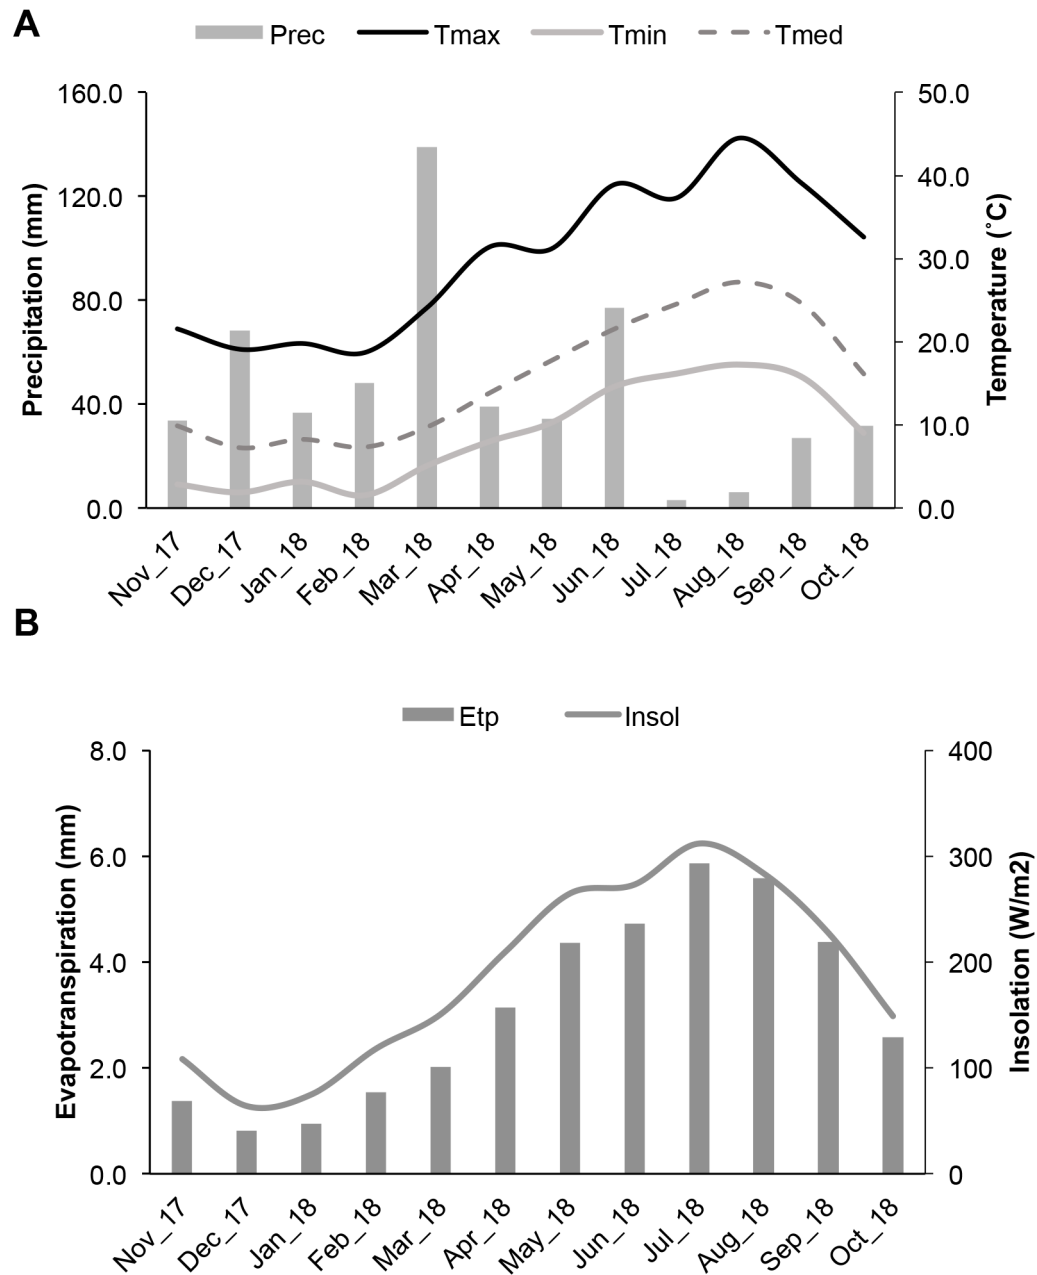 A
Prec Tmax Tmin Tmed
160.0 50.0
40.0
120.0
30.0
80.0
20.0
40.0
10.0
0.0 0.0
Precipitation (mm)
Temperature (˚C)
Nov_17 Dec_17 Jan_18 Feb_18 Mar_18 Apr_18 May_18 Jun_18 Jul_18 Aug_18 Sep_18 Oct_18
B
Etp Insol
8.0 400
6.0 300
4.0 200
2.0 100
0.0 0
Evapotranspiration (mm)
Insolation (W/m2)
Nov_17 Dec_17 Jan_18 Feb_18 Mar_18 Apr_18 May_18 Jun_18 Jul_18 Aug_18 Sep_18 Oct_18